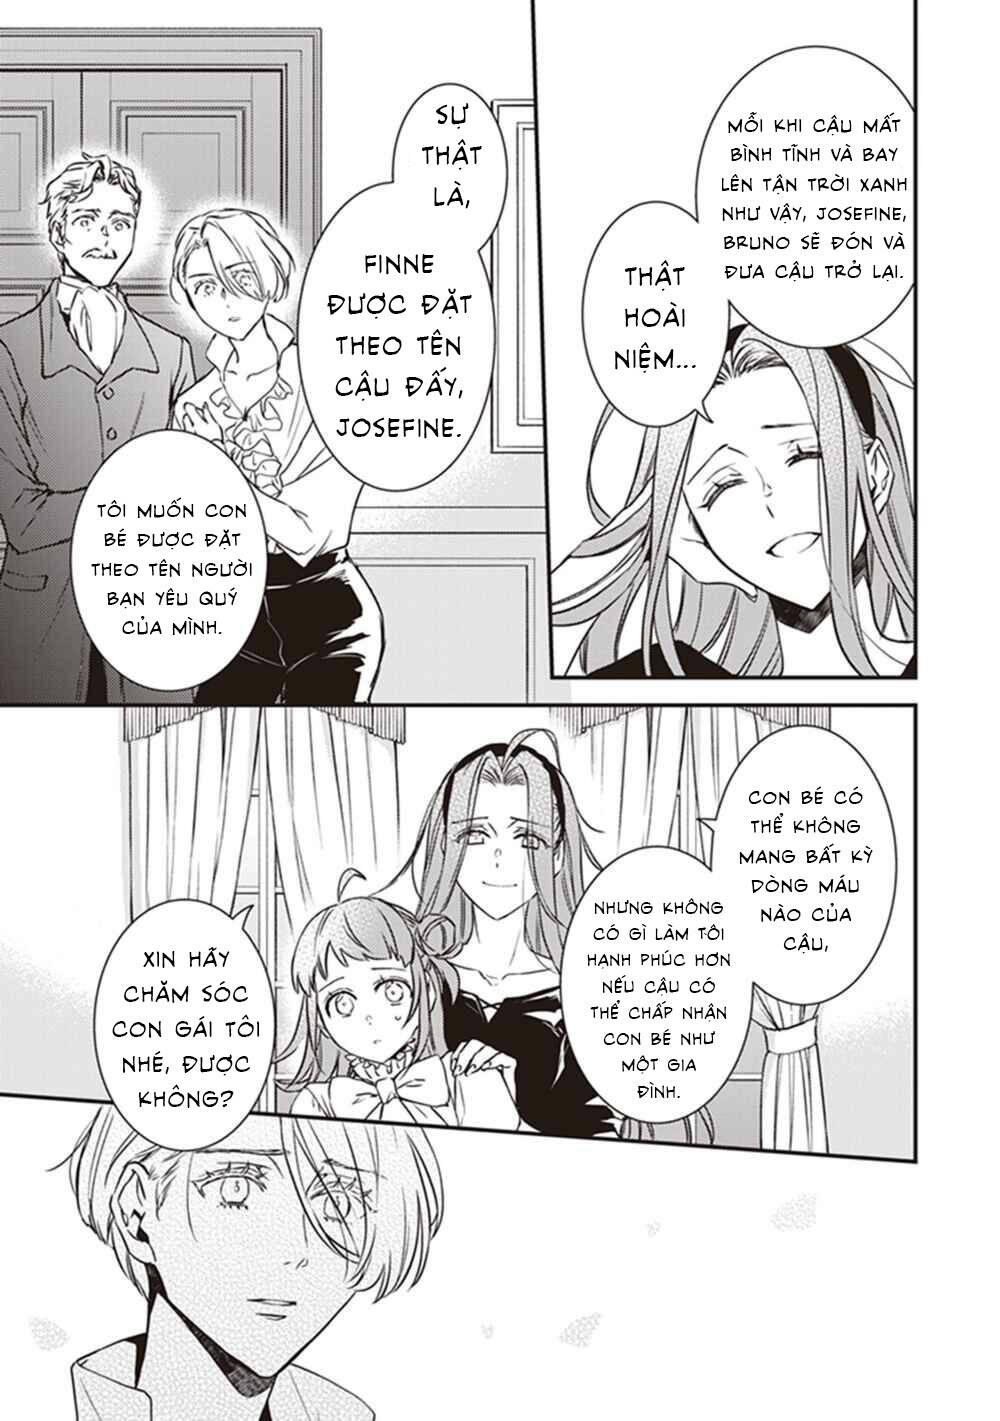 MỖI KHI CẬU MẤT
BÌNH TĨNH VÀ BAY
LÊN TẬN TRỜI XANH
NHƯ VẬY, JOSEFINE,
BRUNO SẼ ĐÓN VÀ
ĐƯA CẬU TRỞ LẠI.
THẬT
HOÀI
NIỆM...
SỰ
THẬT
LÀ,
FINNE
ĐƯỢC ĐẶT
THEO TÊN
CẬU ĐẤY,
JOSEFINE.
TÔI MUỐN CON
BÉ ĐƯỢC ĐẶT
THEO TÊN NGƯỜI
BẠN YÊU QUÝ
CỦA MÌNH.
CON BÉ CÓ
THỂ KHÔNG
MANG BẤT KỲ
DÒNG MÁU
NÀO CỦA
CẬU,
NHƯNG KHÔNG
CÓ GÌ LÀM TÔI
HẠNH PHÚC HƠN
NẾU CẬU CÓ
THỂ CHẤP NHẬN
CON BÉ NHƯ
MỘT GIA
ĐÌNH.
XIN HÃY
CHĂM SÓC
CON GÁI TÔI
NHÉ, ĐƯỢC
KHÔNG?